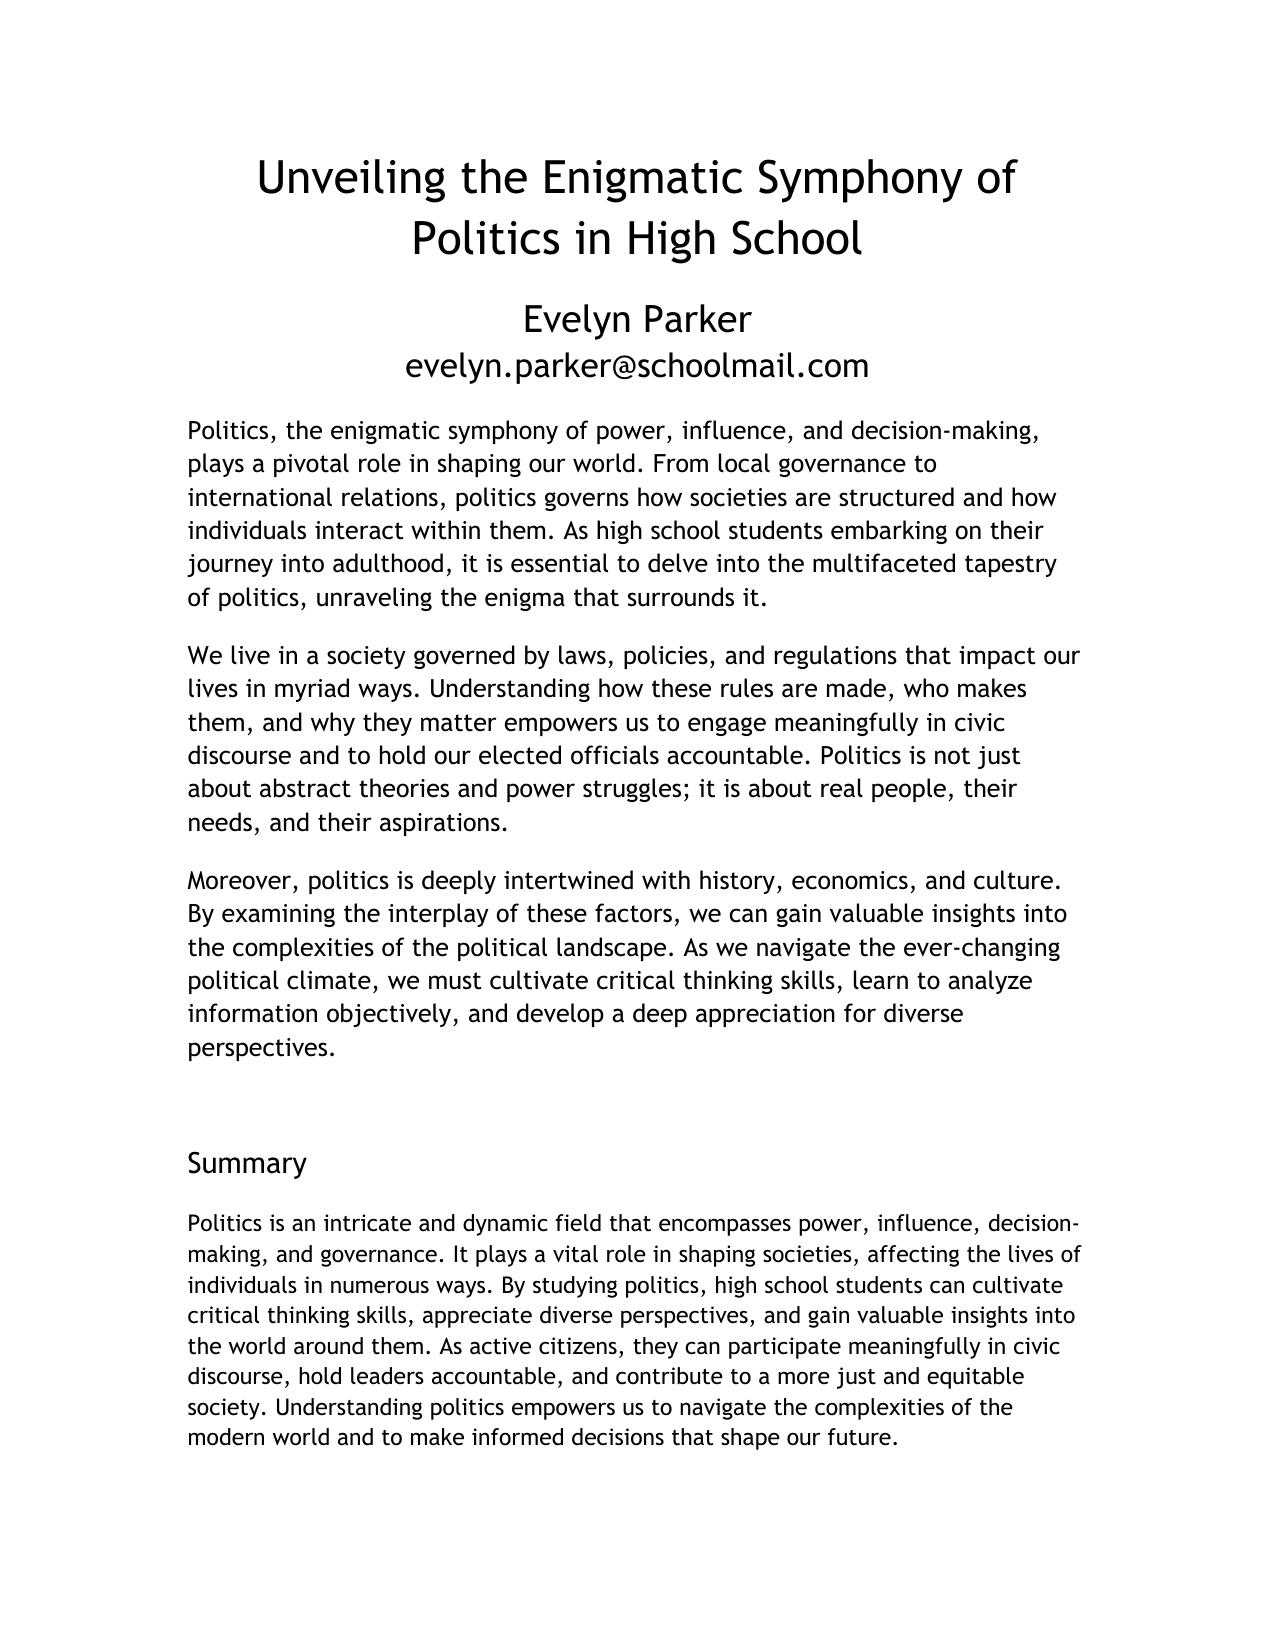 Unveiling the Enigmatic Symphony of
Politics in High School
Evelyn Parker
evelyn.parker@schoolmail.com
Politics, the enigmatic symphony of power, influence, and decision-making,
plays a pivotal role in shaping our world. From local governance to
international relations, politics governs how societies are structured and how
individuals interact within them. As high school students embarking on their
journey into adulthood, it is essential to delve into the multifaceted tapestry
of politics, unraveling the enigma that surrounds it.
We live in a society governed by laws, policies, and regulations that impact our
lives in myriad ways. Understanding how these rules are made, who makes
them, and why they matter empowers us to engage meaningfully in civic
discourse and to hold our elected officials accountable. Politics is not just
about abstract theories and power struggles; it is about real people, their
needs, and their aspirations.
Moreover, politics is deeply intertwined with history, economics, and culture.
By examining the interplay of these factors, we can gain valuable insights into
the complexities of the political landscape. As we navigate the ever-changing
political climate, we must cultivate critical thinking skills, learn to analyze
information objectively, and develop a deep appreciation for diverse
perspectives.
Summary
Politics is an intricate and dynamic field that encompasses power, influence, decision-
making, and governance. It plays a vital role in shaping societies, affecting the lives of
individuals in numerous ways. By studying politics, high school students can cultivate
critical thinking skills, appreciate diverse perspectives, and gain valuable insights into
the world around them. As active citizens, they can participate meaningfully in civic
discourse, hold leaders accountable, and contribute to a more just and equitable
society. Understanding politics empowers us to navigate the complexities of the
modern world and to make informed decisions that shape our future.